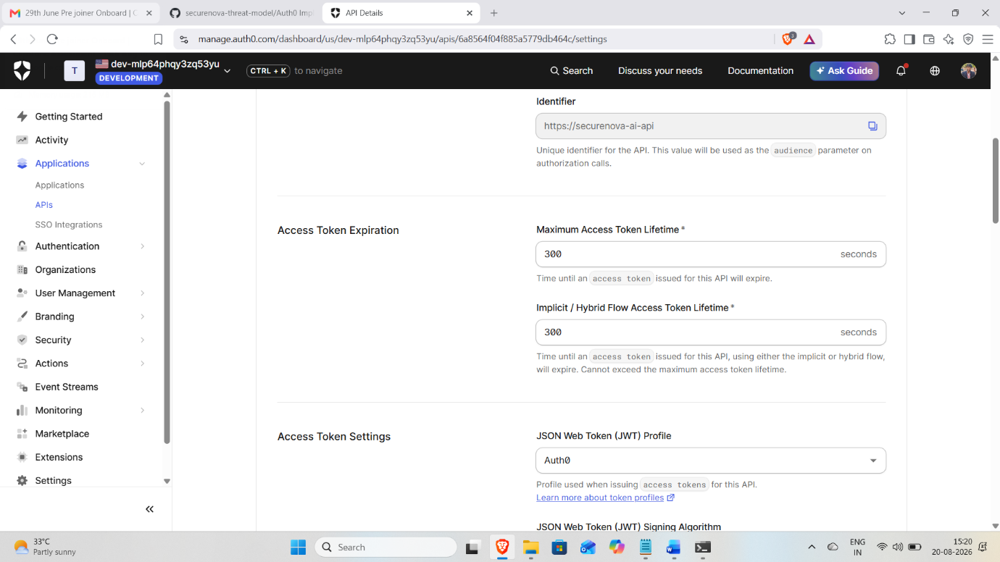 29th June Pre joiner Onboard | C
securenova-threat-model/Auth0 Impl
API Details
manage.auth0.com/dashboard/us/dev-mlp64phqy3zq53yu/apis/6a8564f04f885a5779db464c/settings
3
T
dev-mlp64phqy3zq53yu
DEVELOPMENT
CTRL + K to navigate
Search
Discuss your needs
Documentation
Ask Guide
Getting Started
Activity
Applications
Applications
APIs
SSO Integrations
Authentication
Organizations
User Management
Branding
Security
Actions
Event Streams
Monitoring
Marketplace
Extensions
Settings
Identifier
https://securenova-ai-api
Unique identifier for the API. This value will be used as the audience parameter on
authorization calls.
Access Token Expiration
Maximum Access Token Lifetime *
300 seconds
Time until an access token issued for this API will expire.
Implicit / Hybrid Flow Access Token Lifetime *
300 seconds
Time until an access token issued for this API, using either the implicit or hybrid flow,
will expire. Cannot exceed the maximum access token lifetime.
Access Token Settings
JSON Web Token (JWT) Profile
Auth0
Profile used when issuing access tokens for this API.
Learn more about token profiles
JSON Web Token (JWT) Signing Algorithm
33°C
Partly sunny
Search
ENG
IN
15:20
20-08-2026